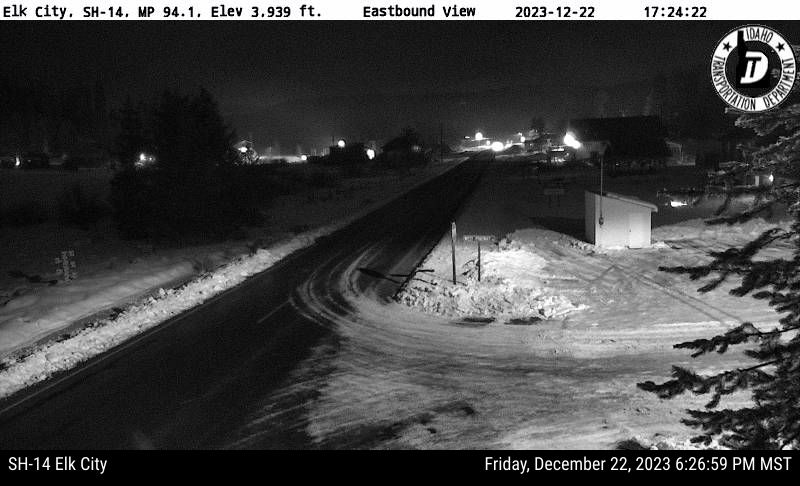 Elk City, SH-14, MP 94.1, Elev 3,939 ft. Eastbound View 2023-12-22 17:24:22
IDAHO
TRANSPORTATION DEPARTMENT
SH-14 Elk City Friday, December 22, 2023 6:26:59 PM MST